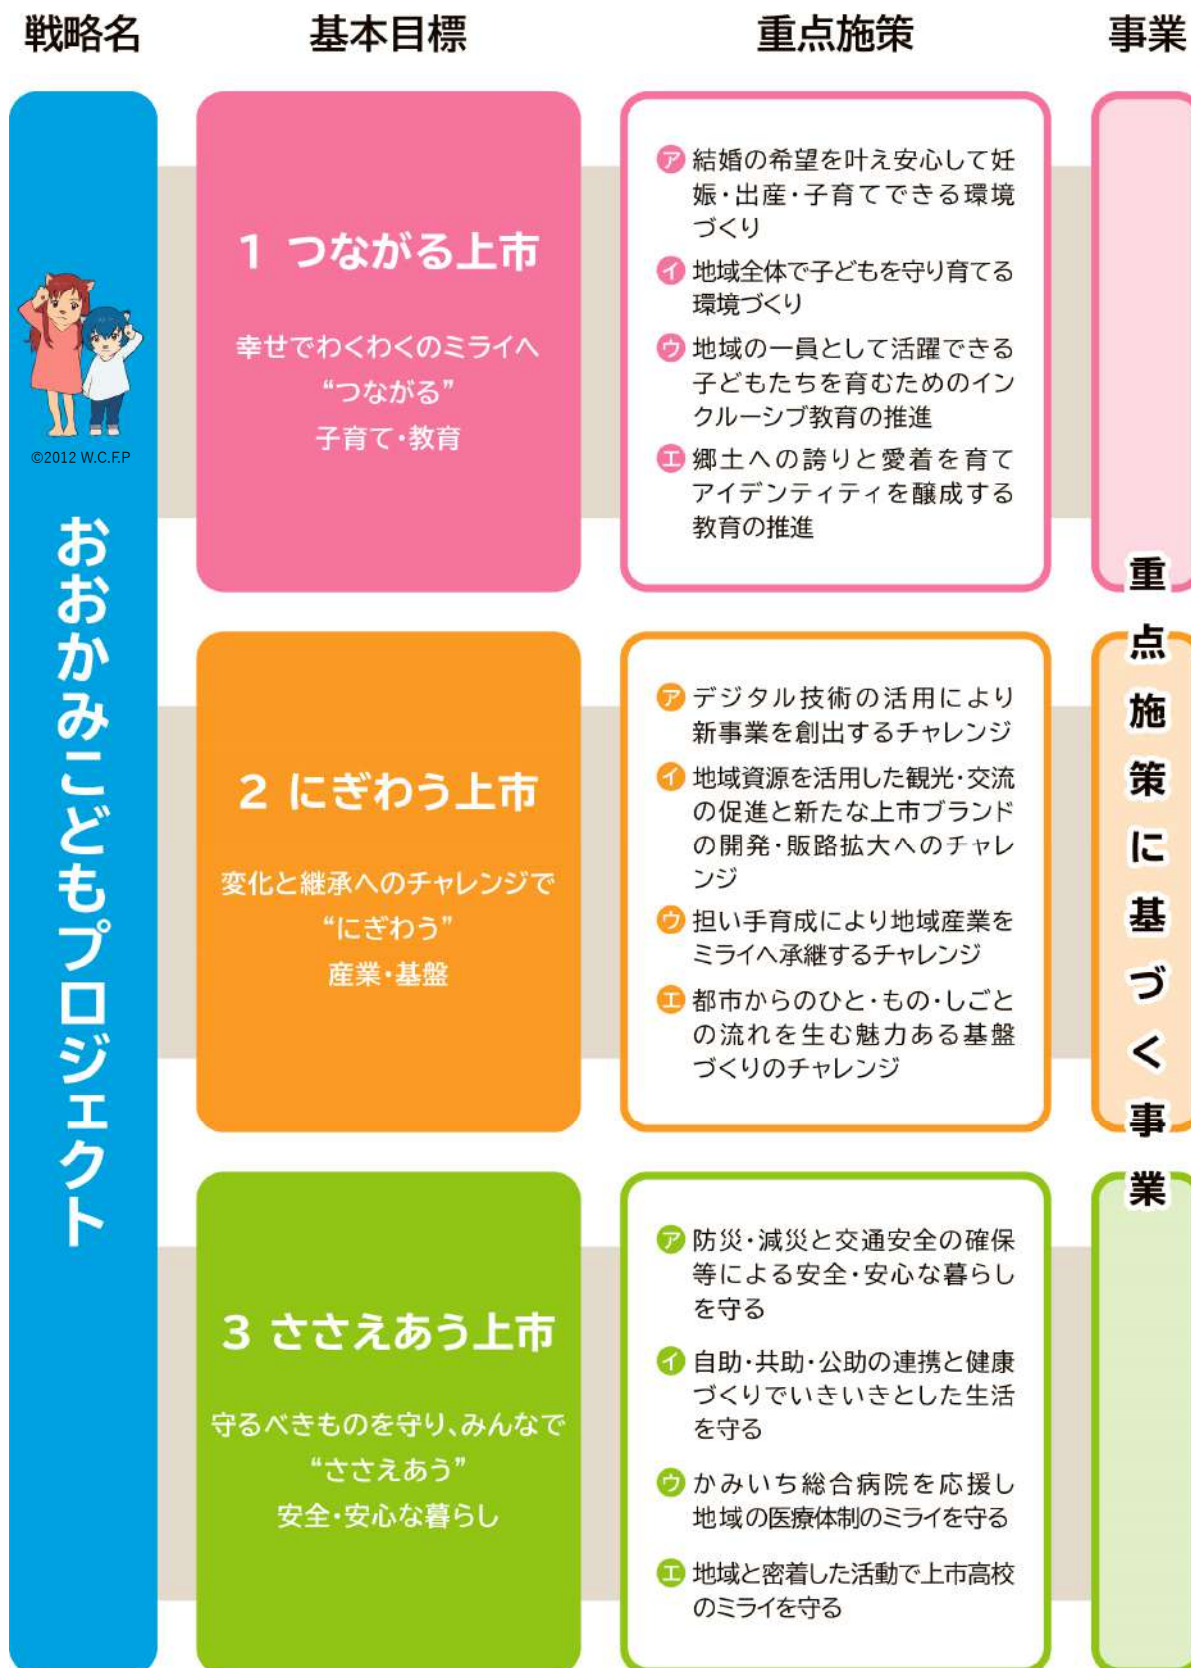 戦略名
基本目標
重点施策
事業
©2012 W.C.F.P
おおかみこどもプロジェクト
1 つながる上市
幸せでわくわくのミライへ
“つながる”
子育て・教育
ア 結婚の希望を叶え安心して妊
娠・出産・子育てできる環境
づくり
イ 地域全体で子どもを守り育てる
環境づくり
ウ 地域の一員として活躍できる
子どもたちを育むためのイン
クルーシブ教育の推進
エ 郷土への誇りと愛着を育て
アイデンティティを醸成する
教育の推進
2 にぎわう上市
変化と継承へのチャレンジで
“にぎわう”
産業・基盤
ア デジタル技術の活用により
新事業を創出するチャレンジ
イ 地域資源を活用した観光・交流
の促進と新たな上市ブランド
の開発・販路拡大へのチャレ
ンジ
ウ 担い手育成により地域産業を
ミライへ承継するチャレンジ
エ 都市からのひと・もの・しごと
の流れを生む魅力ある基盤
づくりのチャレンジ
3 ささえあう上市
守るべきものを守り、みんなで
“ささえあう”
安全・安心な暮らし
ア 防災・減災と交通安全の確保
等による安全・安心な暮らし
を守る
イ 自助・共助・公助の連携と健康
づくりでいきいきとした生活
を守る
ウ かみいち総合病院を応援し
地域の医療体制のミライを守る
エ 地域と密着した活動で上市高校
のミライを守る
重点施策に基づく事業